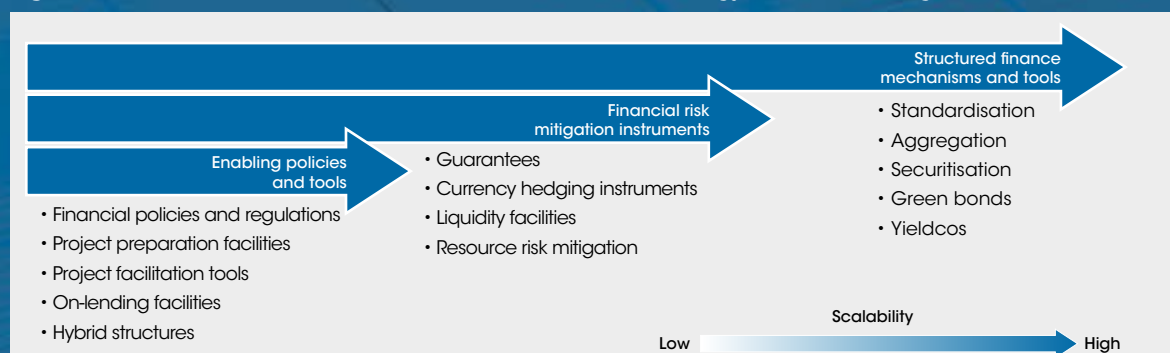 Structured finance
mechanisms and tools
• Standardisation
• Aggregation
• Securitisation
• Green bonds
• Yieldcos
Financial risk
mitigation instruments
• Guarantees
• Currency hedging instruments
• Liquidity facilities
• Resource risk mitigation
Enabling policies
and tools
• Financial policies and regulations
• Project preparation facilities
• Project facilitation tools
• On-lending facilities
• Hybrid structures
Scalability
Low
High